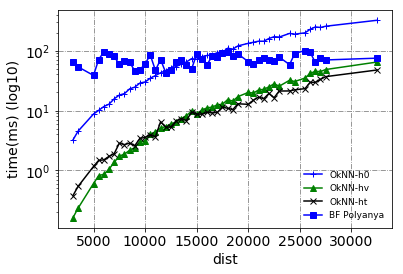 time(ms) (log10)
10²
10¹
10⁰
5000 10000 15000 20000 25000 30000
dist
OkNN-h0
OkNN-hv
OkNN-ht
BF Polyanya